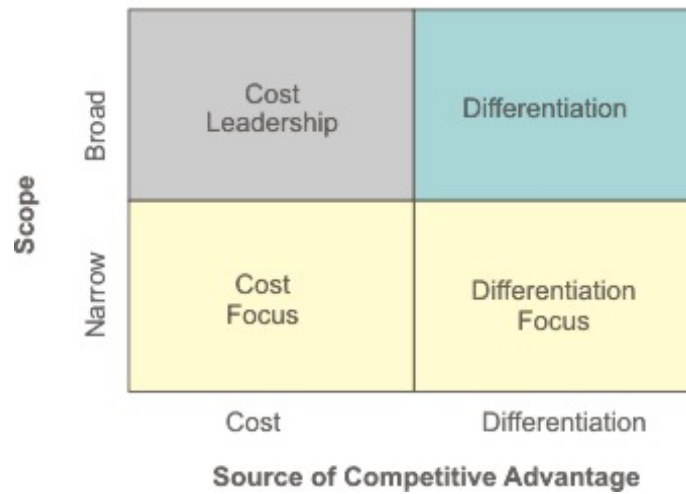 Scope
Broad
Cost
Leadership
Differentiation
Narrow
Cost
Focus
Differentiation
Focus
Cost
Differentiation
Source of Competitive Advantage